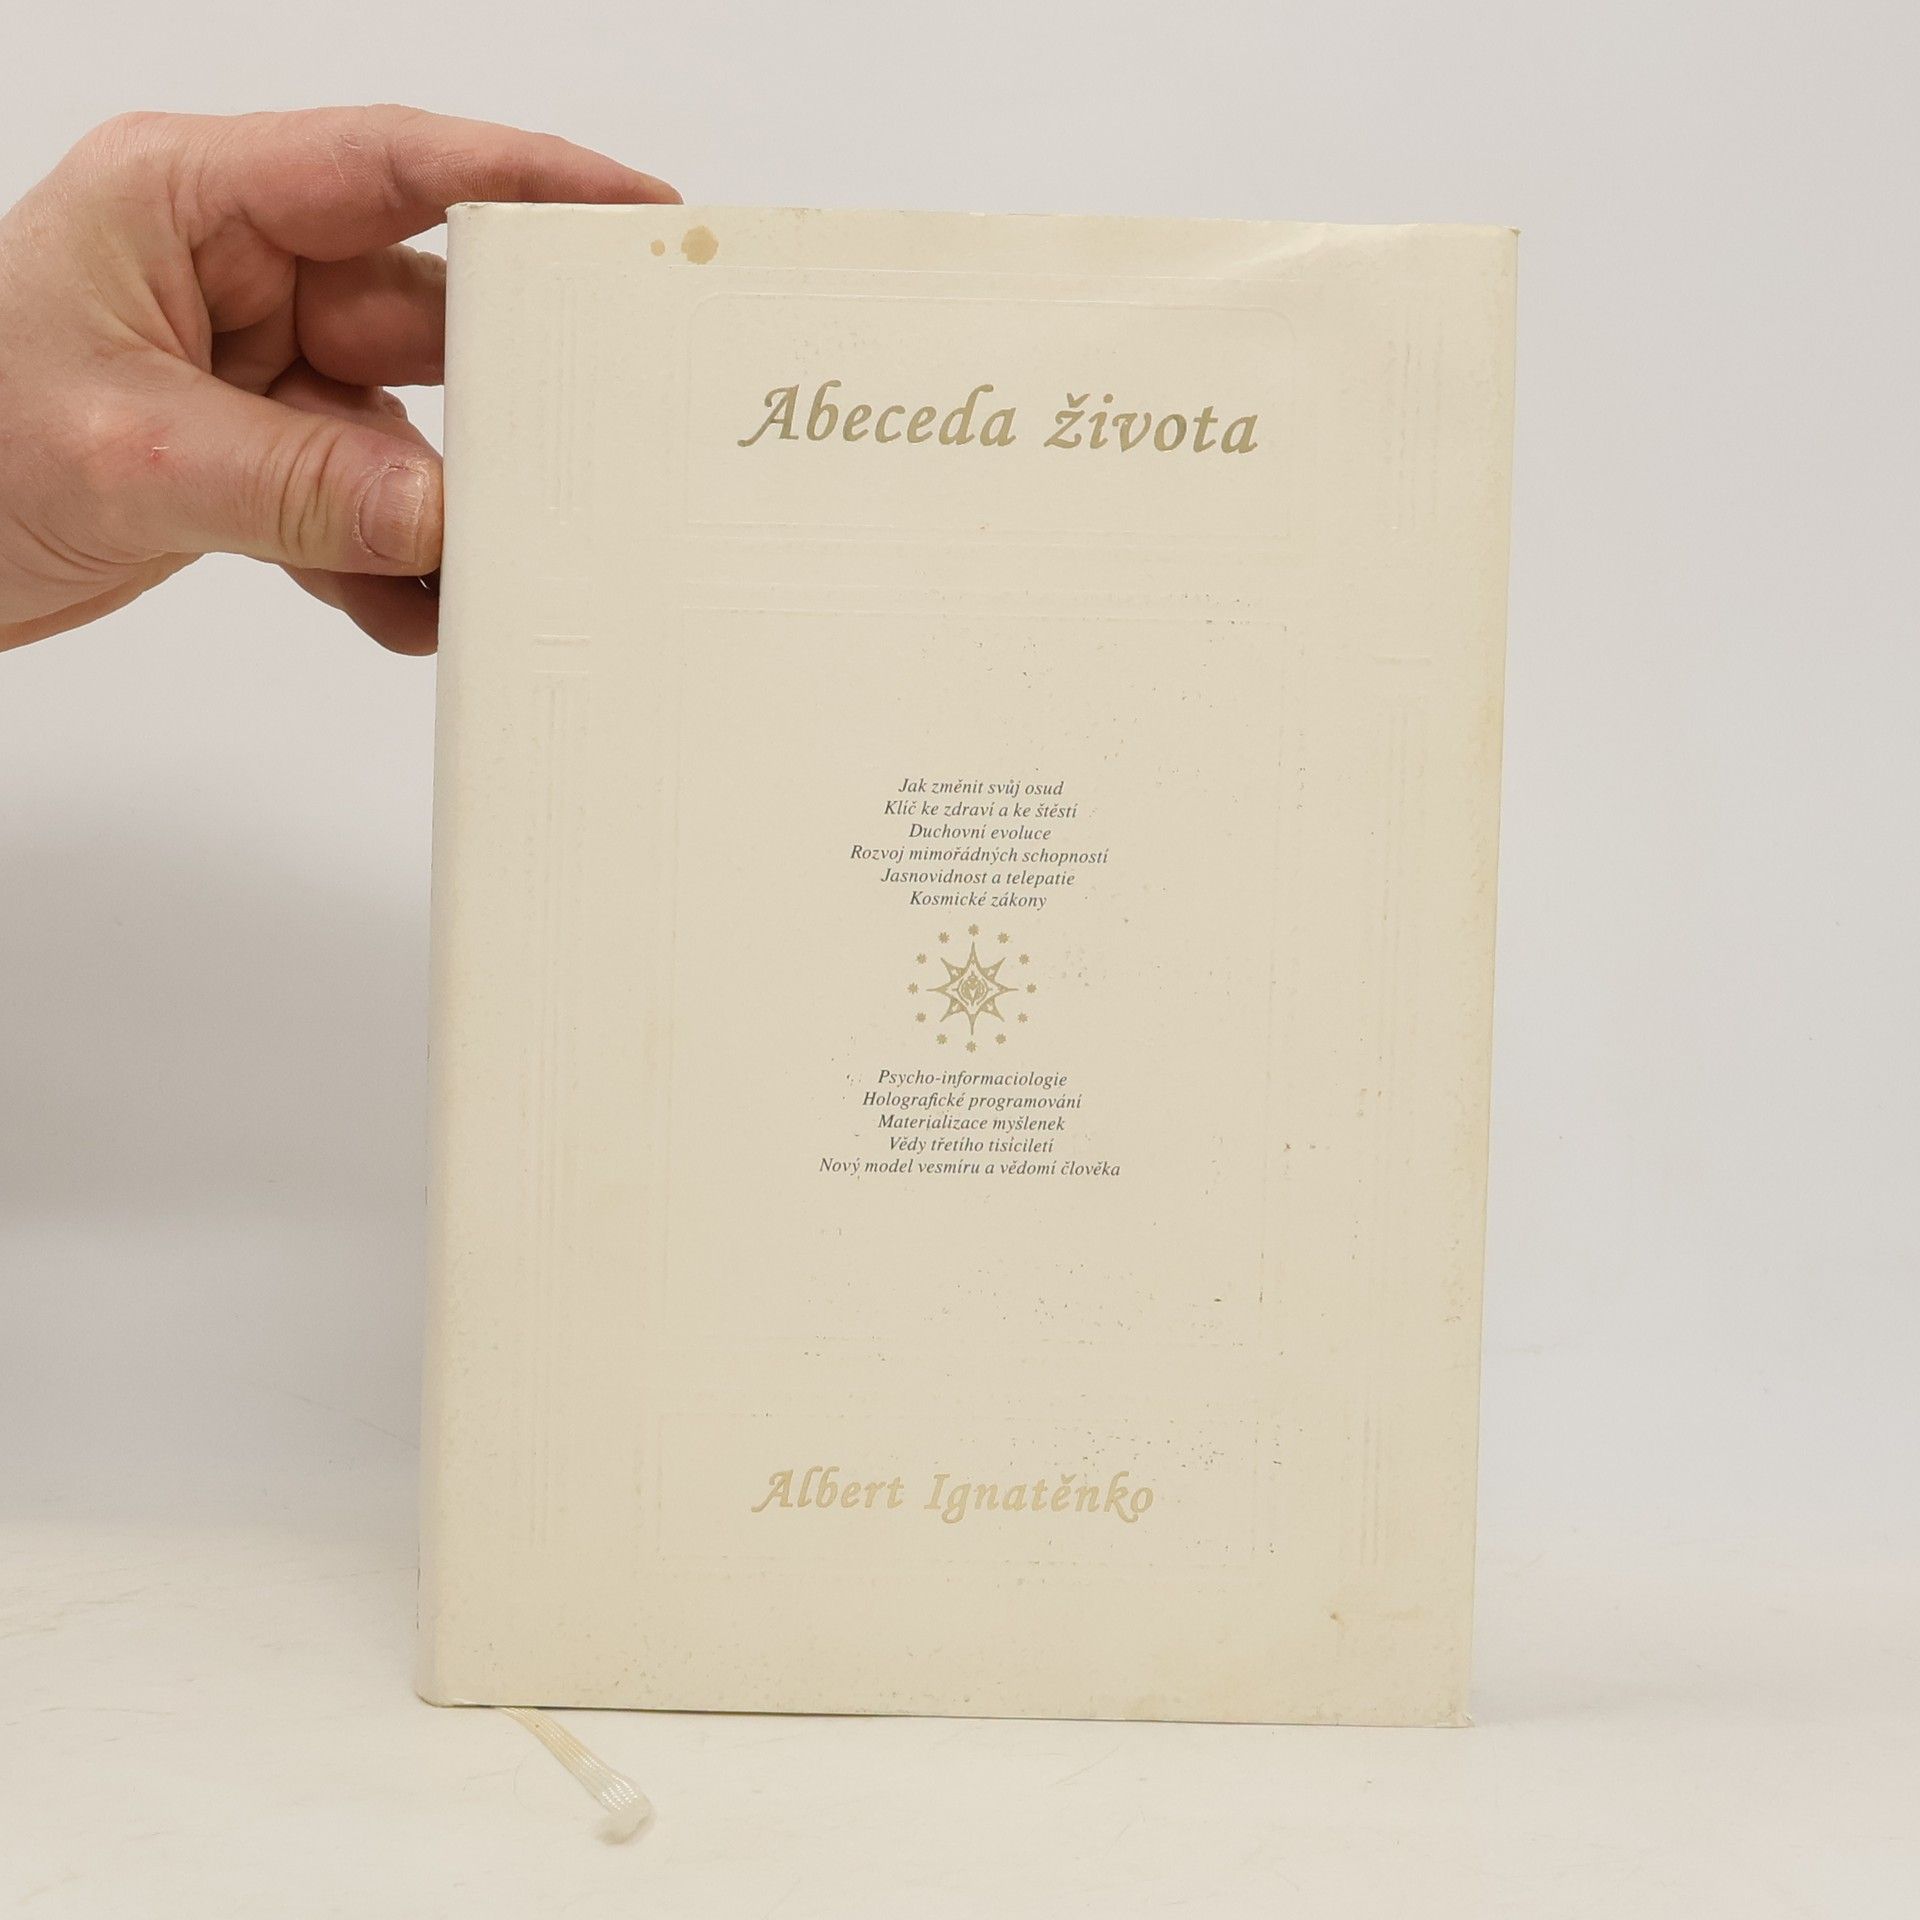 Abeceda života
Jak změnit svůj osud
Klíč ke zdraví a ke štěstí
Duchovní evoluce
Rozvoj mimořádných schopností
Jasnovidnost a telepatie
Kosmické zákony
Psycho-informaciologie
Holografické programování
Materializace myšlenek
Vědy třetího tisíciletí
Nový model vesmíru a vědomí člověka
Albert Ignatěnko